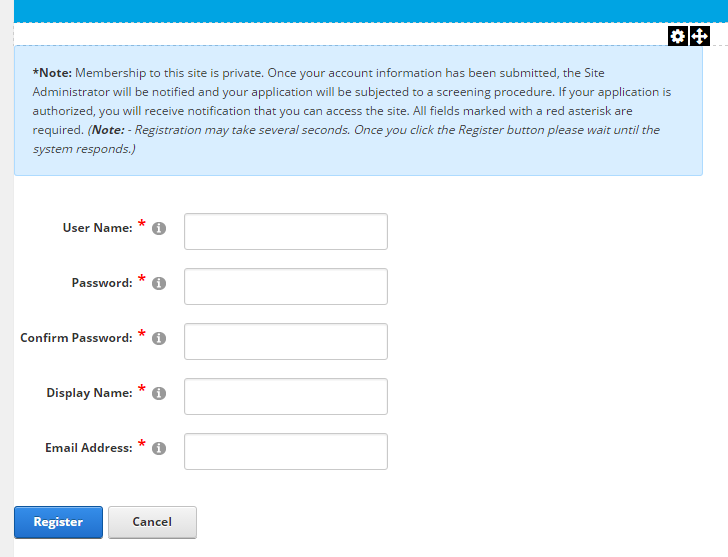 *Note: Membership to this site is private. Once your account information has been submitted, the Site
Administrator will be notified and your application will be subjected to a screening procedure. If your application is
authorized, you will receive notification that you can access the site. All fields marked with a red asterisk are
required. (Note: - Registration may take several seconds. Once you click the Register button please wait until the
system responds.)
User Name: *
Password: *
Confirm Password: *
Display Name: *
Email Address: *
Register Cancel